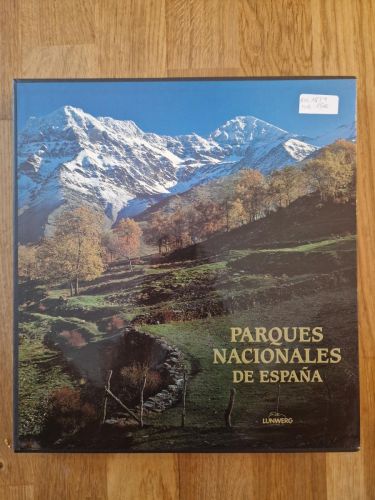 PARQUES
NACIONALES
DE ESPAÑA
LUNWERG